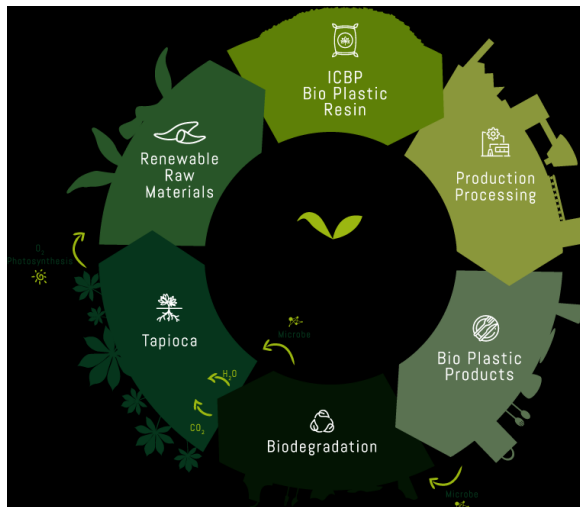 ICBP
Bio Plastic
Resin
Production
Processing
Bio Plastic
Products
Microbe
Biodegradation
Microbe
H₂O
CO₂
Tapioca
O₂
Photosynthesis
Renewable
Raw
Materials